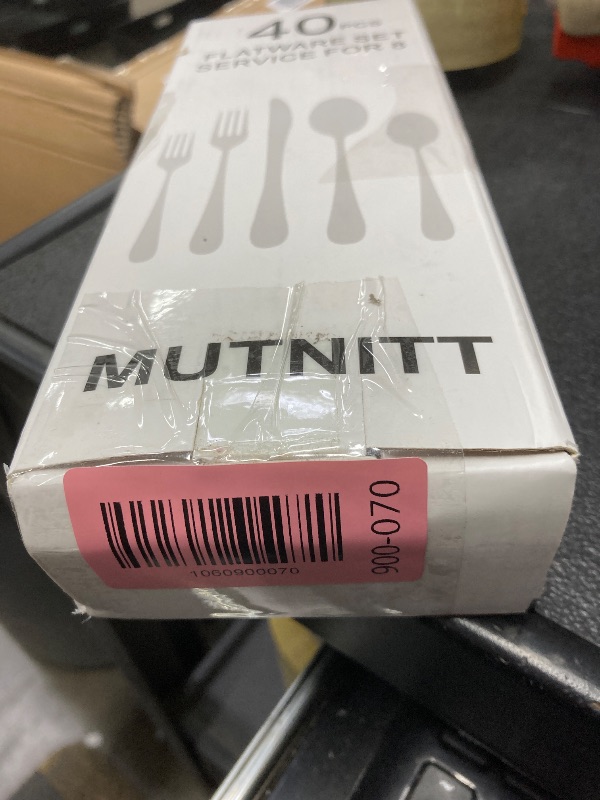 40 PCS
FLATWARE SET
SERVICE FOR 8
MUTNITT
1060900070
900-070